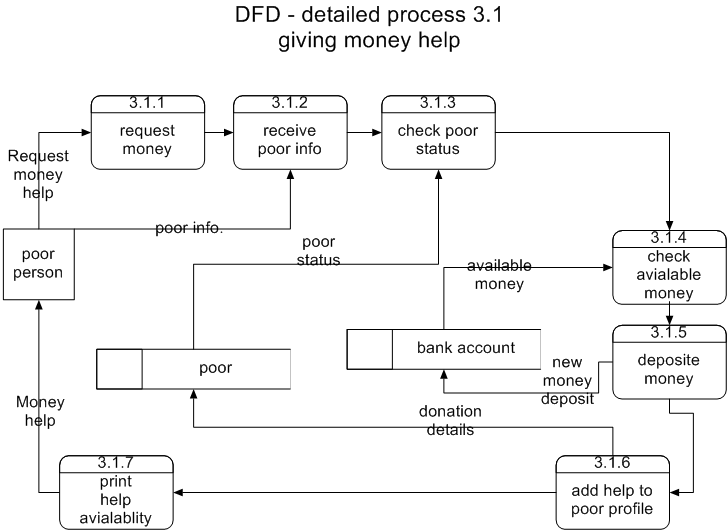 DFD - detailed process 3.1
giving money help
3.1.1
request
money
3.1.2
receive
poor info
3.1.3
check poor
status
Request
money
help
poor info.
poor
person
poor
status
3.1.4
check
avialable
money
available
money
3.1.5
deposite
money
bank account
poor
new
money
deposit
Money
help
donation
details
3.1.7
print
help
avialablity
3.1.6
add help to
poor profile